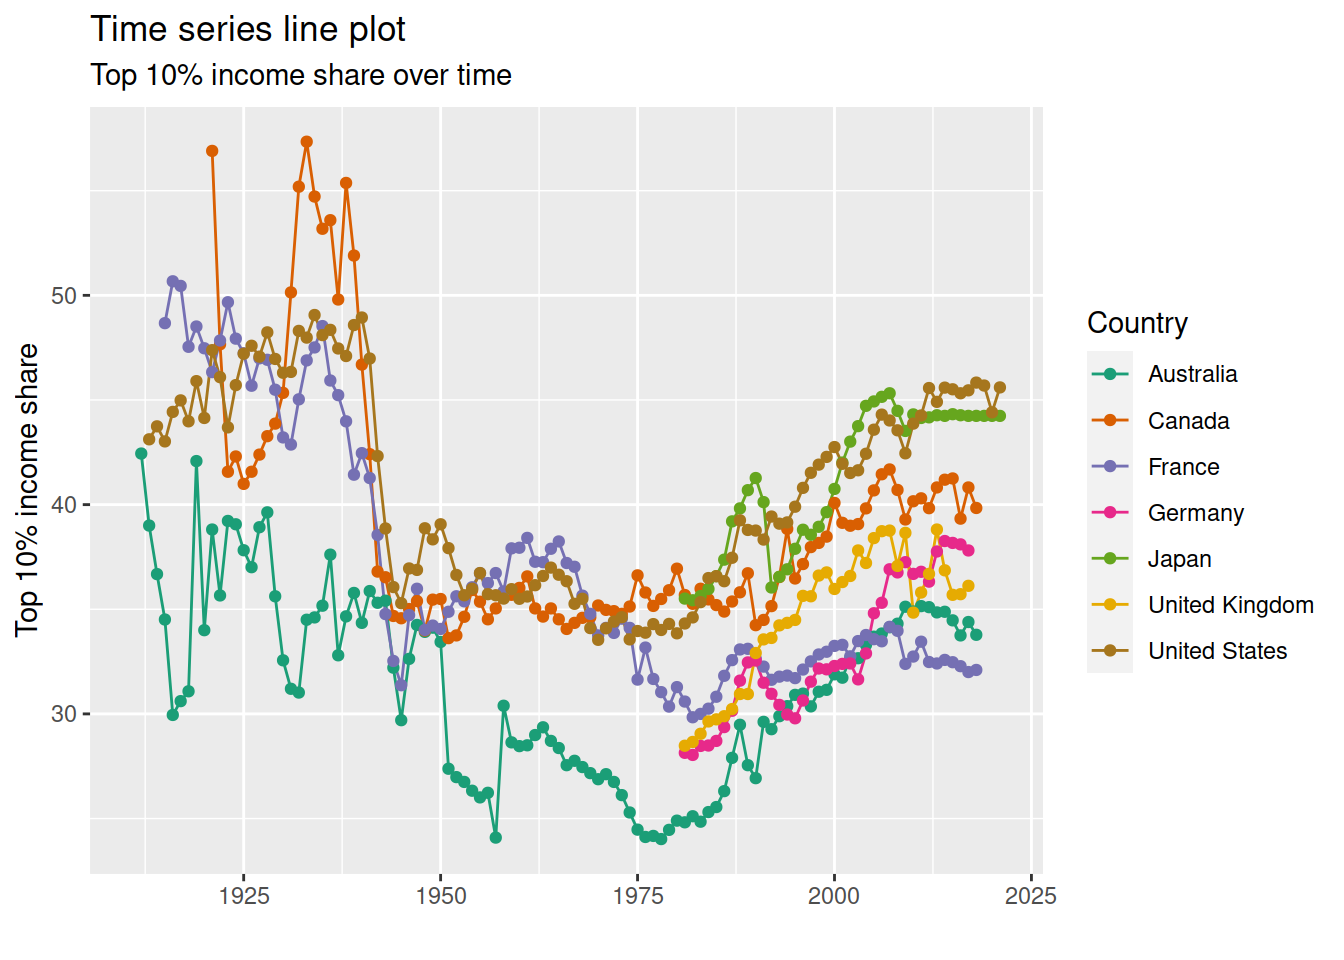 Time series line plot
Top 10% income share over time
Top 10% income share
50
40
30
1925
1950
1975
2000
2025
Country
Australia
Canada
France
Germany
Japan
United Kingdom
United States